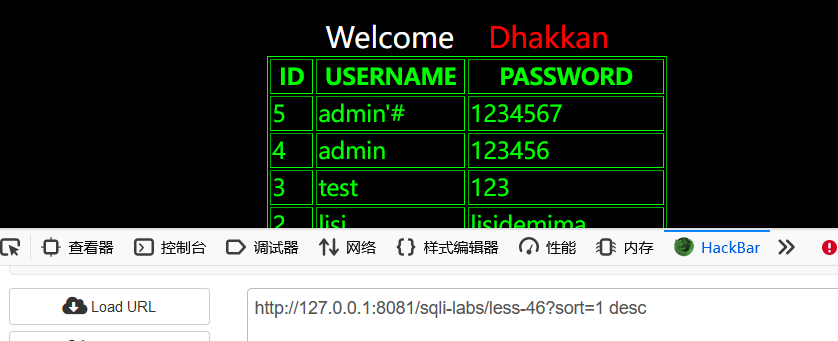 Welcome Dhakkan
ID USERNAME PASSWORD
5 admin'# 1234567
4 admin 123456
3 test 123
2 lisi lisidemima
查看器 控制台 调试器 网络 样式编辑器 性能 内存 HackBar
Load URL http://127.0.0.1:8081/sqli-labs/less-46?sort=1 desc